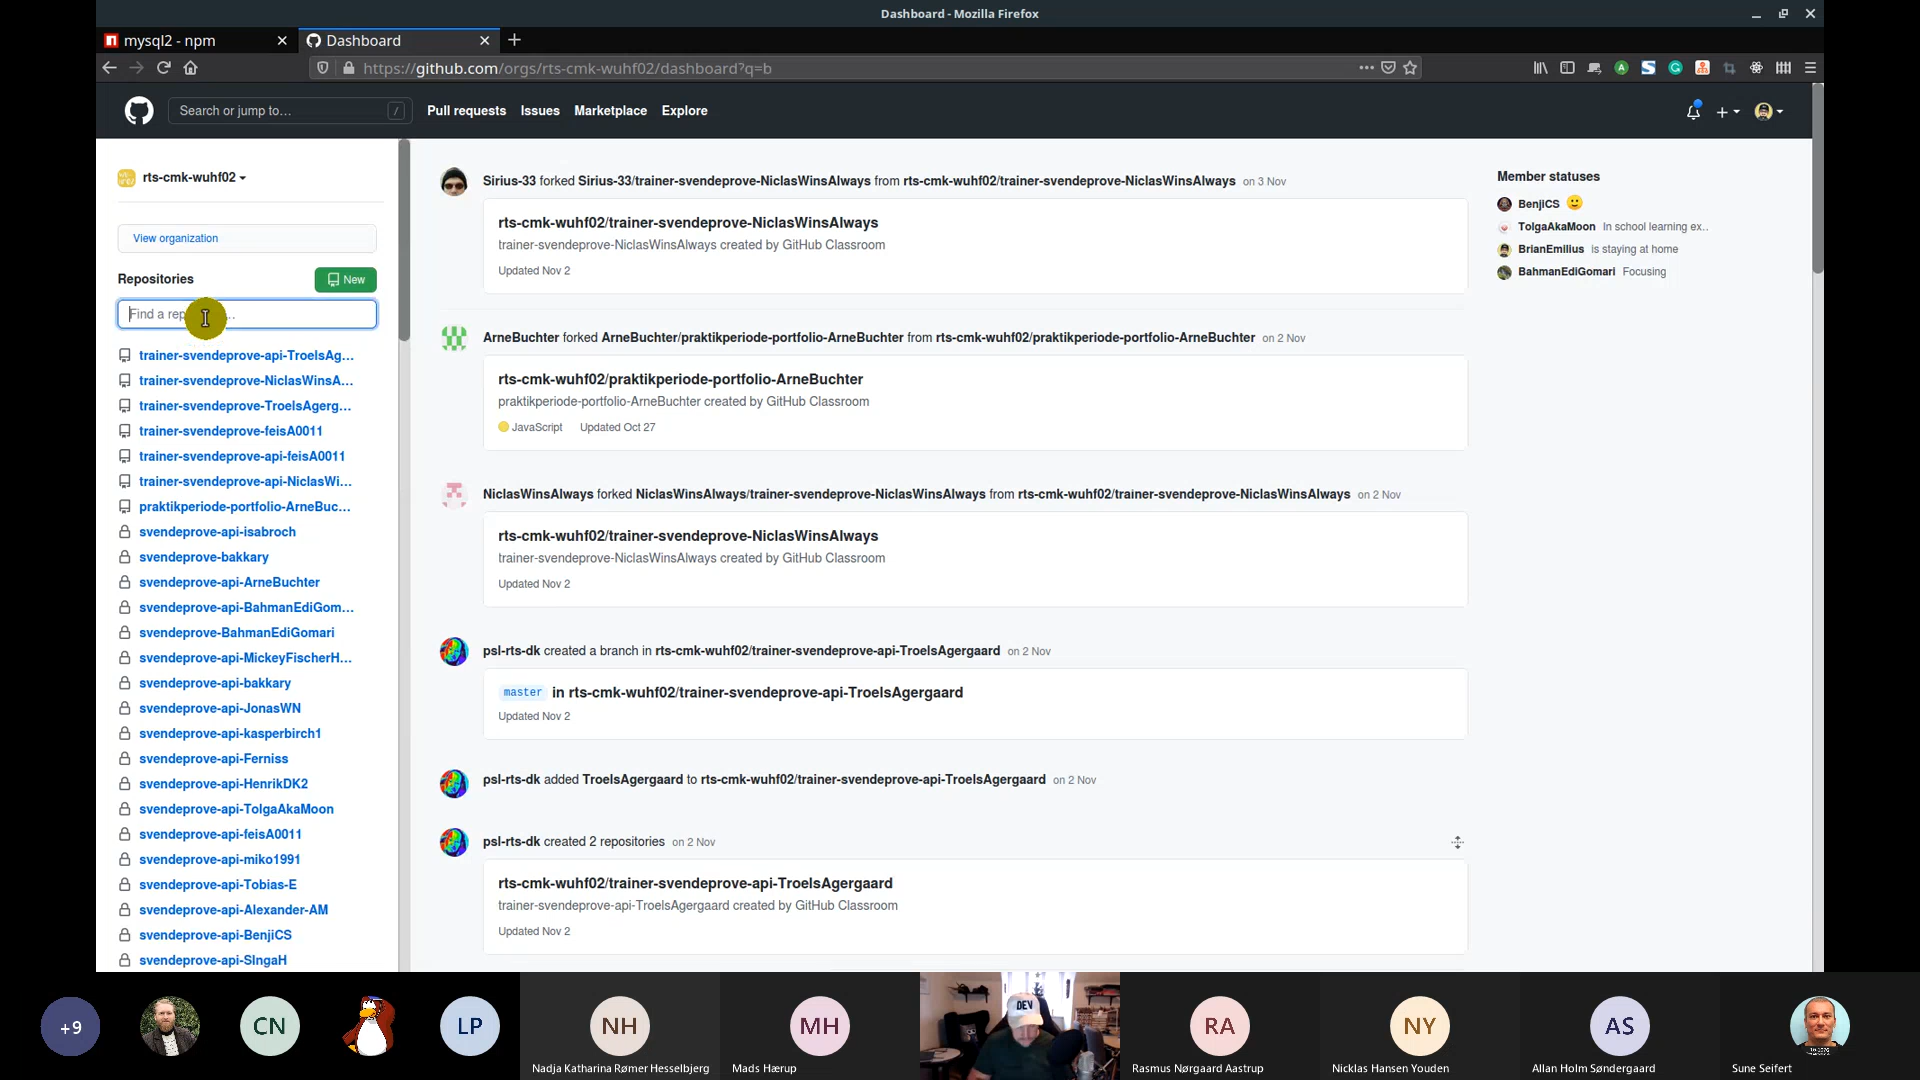 Dashboard - Mozilla Firefox
mysql2 - npm
Dashboard
https://github.com/orgs/rts-cmk-wuhf02/dashboard?q=b
Search or jump to…
/
Pull requests
Issues
Marketplace
Explore
rts-cmk-wuhf02
View organization
Repositories
New
Find a rep
trainer-svendeprove-api-TroelsAg…
trainer-svendeprove-NiclasWinsA…
trainer-svendeprove-TroelsAgerg…
trainer-svendeprove-feisA0011
trainer-svendeprove-api-feisA0011
trainer-svendeprove-api-NiclasWi…
praktikperiode-portfolio-ArneBuc…
svendeprove-api-isabroch
svendeprove-bakkary
svendeprove-api-ArneBuchter
svendeprove-api-BahmanEdiGom…
svendeprove-BahmanEdiGomari
svendeprove-api-MickeyFischerH…
svendeprove-api-bakkary
svendeprove-api-JonasWN
svendeprove-api-kasperbirch1
svendeprove-api-Ferniss
svendeprove-api-HenrikDK2
svendeprove-api-TolgaAkaMoon
svendeprove-api-feisA0011
svendeprove-api-miko1991
svendeprove-api-Tobias-E
svendeprove-api-Alexander-AM
svendeprove-api-BenjiCS
svendeprove-api-SIngaH
Sirius-33 forked Sirius-33/trainer-svendeprove-NiclasWinsAlways from rts-cmk-wuhf02/trainer-svendeprove-NiclasWinsAlways on 3 Nov
rts-cmk-wuhf02/trainer-svendeprove-NiclasWinsAlways
trainer-svendeprove-NiclasWinsAlways created by GitHub Classroom
Updated Nov 2
ArneBuchter forked ArneBuchter/praktikperiode-portfolio-ArneBuchter from rts-cmk-wuhf02/praktikperiode-portfolio-ArneBuchter on 2 Nov
rts-cmk-wuhf02/praktikperiode-portfolio-ArneBuchter
praktikperiode-portfolio-ArneBuchter created by GitHub Classroom
JavaScript Updated Oct 27
NiclasWinsAlways forked NiclasWinsAlways/trainer-svendeprove-NiclasWinsAlways from rts-cmk-wuhf02/trainer-svendeprove-NiclasWinsAlways on 2 Nov
rts-cmk-wuhf02/trainer-svendeprove-NiclasWinsAlways
trainer-svendeprove-NiclasWinsAlways created by GitHub Classroom
Updated Nov 2
psl-rts-dk created a branch in rts-cmk-wuhf02/trainer-svendeprove-api-TroelsAgergaard on 2 Nov
master in rts-cmk-wuhf02/trainer-svendeprove-api-TroelsAgergaard
Updated Nov 2
psl-rts-dk added TroelsAgergaard to rts-cmk-wuhf02/trainer-svendeprove-api-TroelsAgergaard on 2 Nov
psl-rts-dk created 2 repositories on 2 Nov
rts-cmk-wuhf02/trainer-svendeprove-api-TroelsAgergaard
trainer-svendeprove-api-TroelsAgergaard created by GitHub Classroom
Updated Nov 2
Member statuses
BenjiCS
TolgaAkaMoon In school learning ex..
BrianEmilius is staying at home
BahmanEdiGomari Focusing
+9
CN
LP
NH
Nadja Katharina Rømer Hesselbjerg
MH
Mads Hærup
DEV
RA
Rasmus Nørgaard Aastrup
NY
Nicklas Hansen Youden
AS
Allan Holm Søndergaard
Sune Seifert